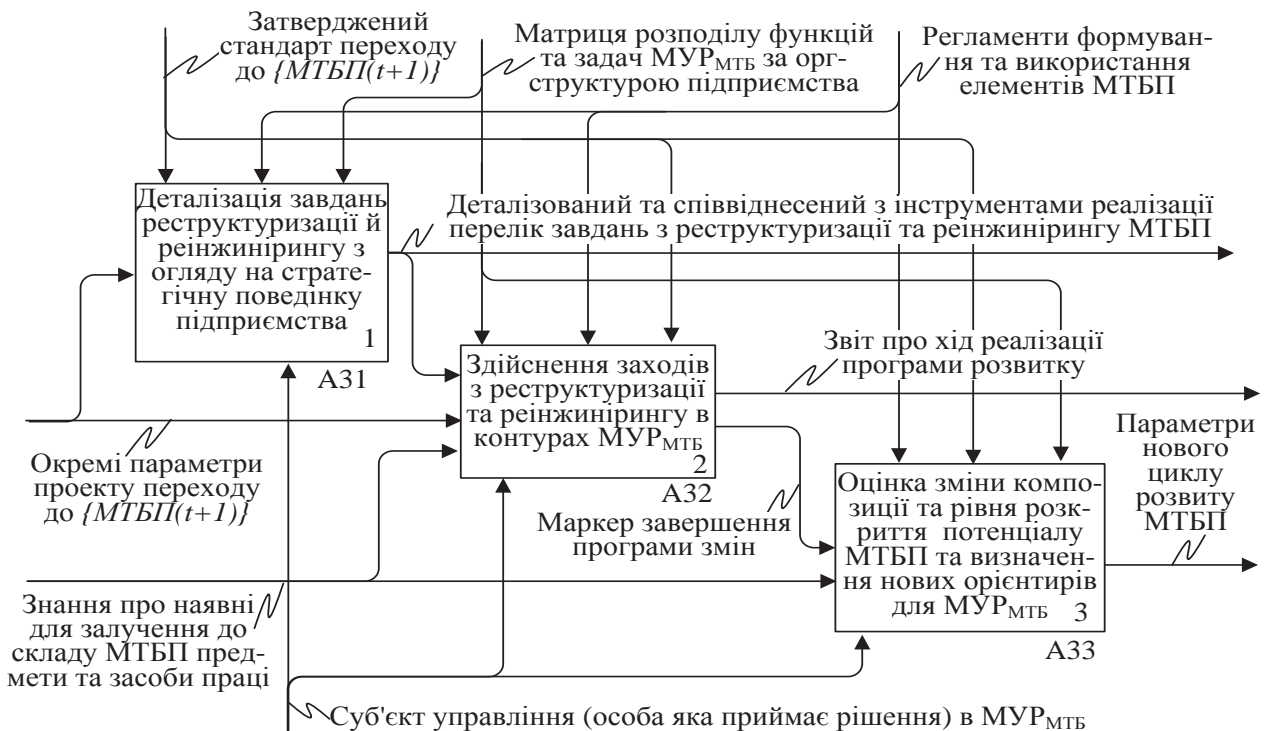 Затверджений
стандарт переходу
до {МТБП(t+1)}
Матриця розподілу функцій
та задач МУРМТБ за орг-
структурою підприємства
Регламенти формуван-
ня та використання
елементів МТБП
Деталізація завдань
реструктуризації й
реінжинірингу з
огляду на страте-
гічну поведінку
підприємства
1
А31
Деталізований та співвіднесений з інструментами реалізації
перелік завдань з реструктуризації та реінжинірингу МТБП
Здійснення заходів
з реструктуризації
та реінжинірингу в
контурах МУРМТБ
2
А32
Звіт про хід реалізації
програми розвитку
Параметри
нового
циклу
розвиту
МТБП
Окремі параметри
проекту переходу
до {МТБП(t+1)}
Маркер завершення
програми змін
Оцінка зміни компо-
зиції та рівня розк-
риття потенціалу
МТБП та визначен-
ня нових орієнтирів
для МУРМТБ
3
А33
Знання про наявні
для залучення до
складу МТБП пред-
мети та засоби праці
Суб'єкт управління (особа яка приймає рішення) в МУРМТБ